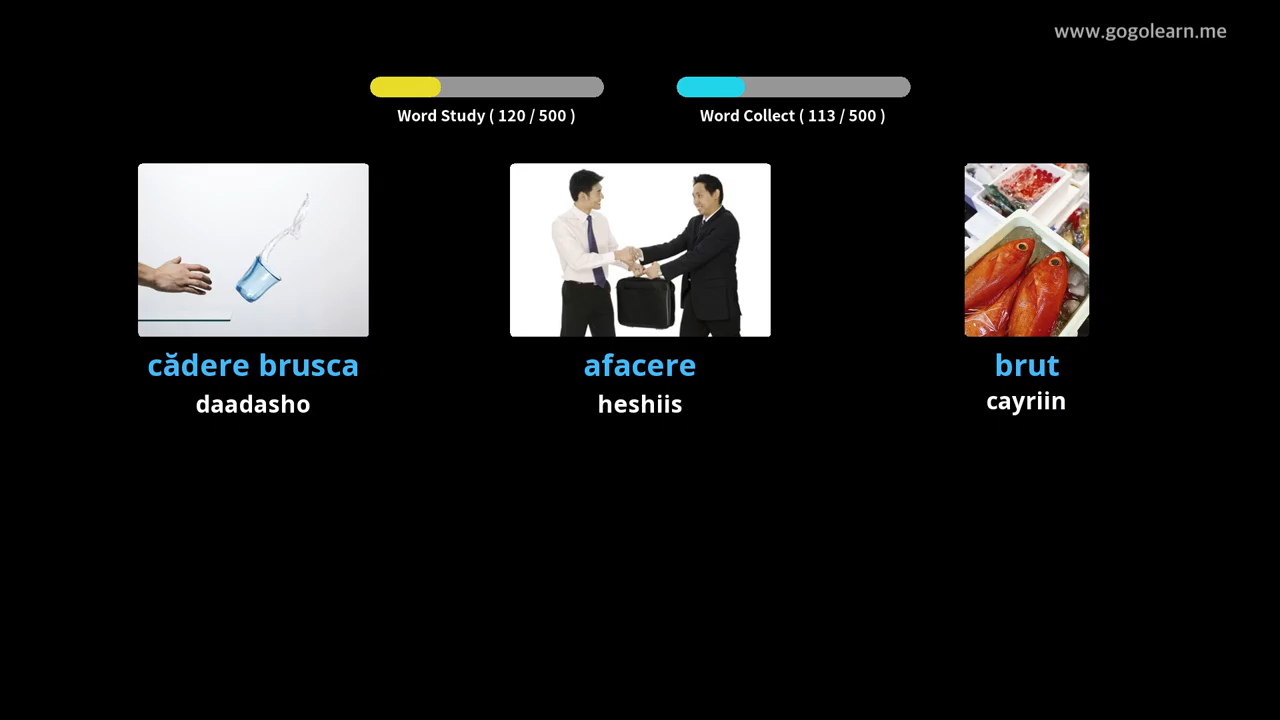 www.gogolearn.me
Word Study ( 120 / 500 )
Word Collect ( 113 / 500 )
cădere brusca
afacere
brut
daadasho
heshiis
cayriin